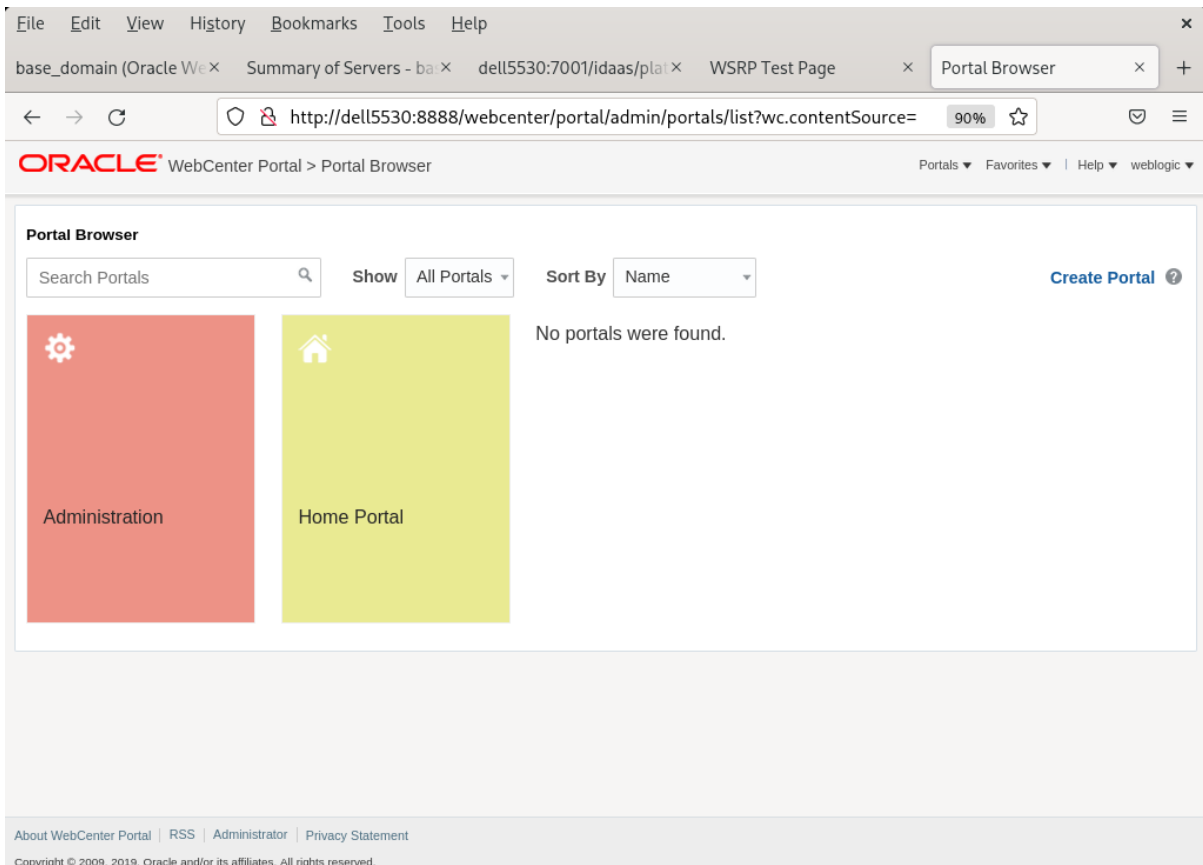 File Edit View History Bookmarks Tools Help ×
base_domain (Oracle We × Summary of Servers - bas × dell5530:7001/idaas/plat × WSRP Test Page × Portal Browser × +
http://dell5530:8888/webcenter/portal/admin/portals/list?wc.contentSource= 90%
ORACLE WebCenter Portal > Portal Browser Portals Favorites | Help weblogic
Portal Browser
Search Portals Show All Portals Sort By Name Create Portal ?
No portals were found.
Administration Home Portal
About WebCenter Portal | RSS | Administrator | Privacy Statement
Copyright © 2009, 2019, Oracle and/or its affiliates. All rights reserved.